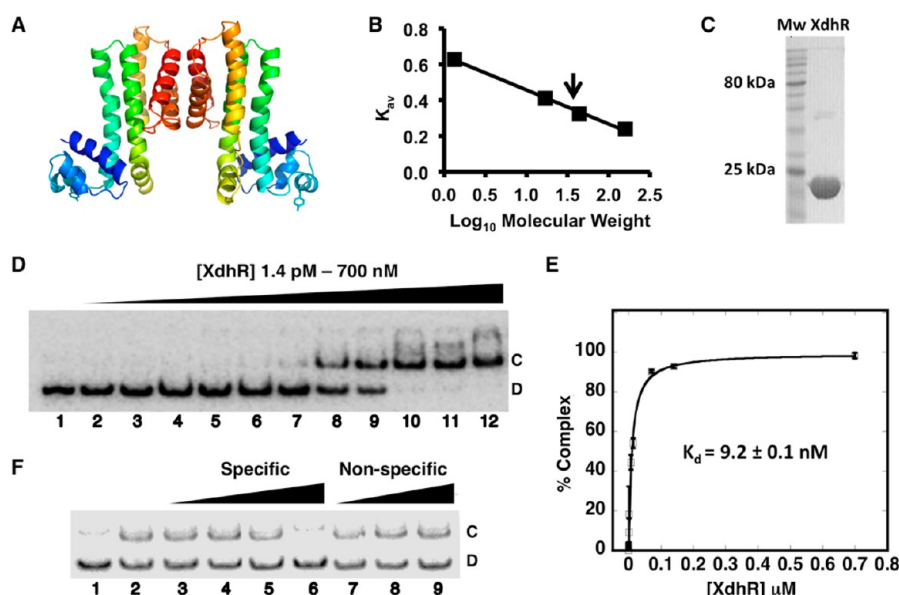 A
B
C
0.8
0.6
0.4
0.2
0.0
Kav
0.0 0.5 1.0 1.5 2.0 2.5
Log10 Molecular Weight
Mw XdhR
80 kDa
25 kDa
D
[XdhR] 1.4 pM – 700 nM
C
D
1 2 3 4 5 6 7 8 9 10 11 12
E
100
80
60
40
20
0
% Complex
Kd = 9.2 ± 0.1 nM
0 0.1 0.2 0.3 0.4 0.5 0.6 0.7 0.8
[XdhR] μM
F
Specific Non-specific
C
D
1 2 3 4 5 6 7 8 9